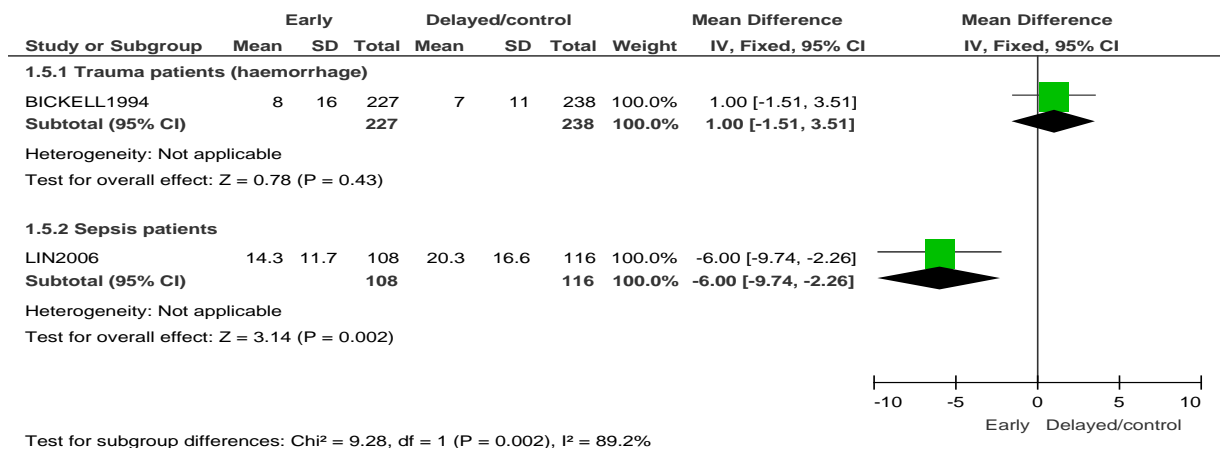 Early Delayed/control Mean Difference Mean Difference
Study or Subgroup Mean SD Total Mean SD Total Weight IV, Fixed, 95% CI IV, Fixed, 95% CI
1.5.1 Trauma patients (haemorrhage)
BICKELL1994 8 16 227 7 11 238 100.0% 1.00 [-1.51, 3.51]
Subtotal (95% CI) 227 238 100.0% 1.00 [-1.51, 3.51]
Heterogeneity: Not applicable
Test for overall effect: Z = 0.78 (P = 0.43)
1.5.2 Sepsis patients
LIN2006 14.3 11.7 108 20.3 16.6 116 100.0% -6.00 [-9.74, -2.26]
Subtotal (95% CI) 108 116 100.0% -6.00 [-9.74, -2.26]
Heterogeneity: Not applicable
Test for overall effect: Z = 3.14 (P = 0.002)
-10 -5 0 5 10
Early Delayed/control
Test for subgroup differences: Chi² = 9.28, df = 1 (P = 0.002), I² = 89.2%